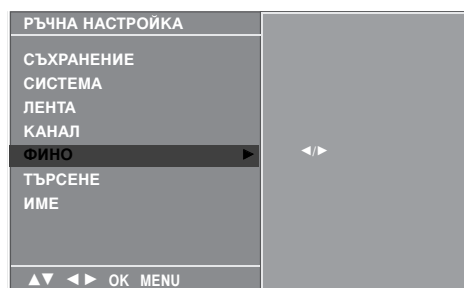 РЪЧНА НАСТРОЙКА
СЪХРАНЕНИЕ
СИСТЕМА
ЛЕНТА
КАНАЛ
ФИНО ► ◄/►
ТЪРСЕНЕ
ИМЕ
▲▼ ◄► OK MENU